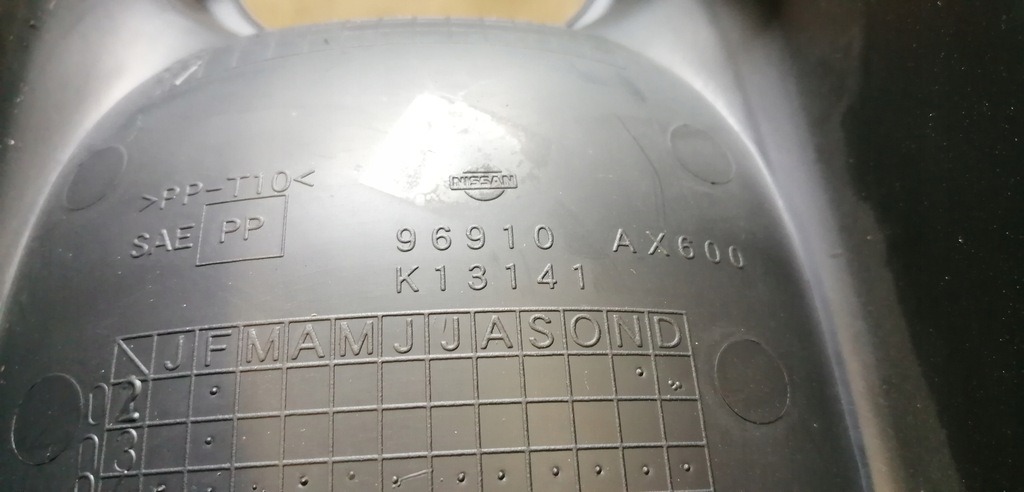 NISSAN
>PP-T10<
SAE PP
96910 AX600
K13141
J F M A M J J A S O N D
02
03